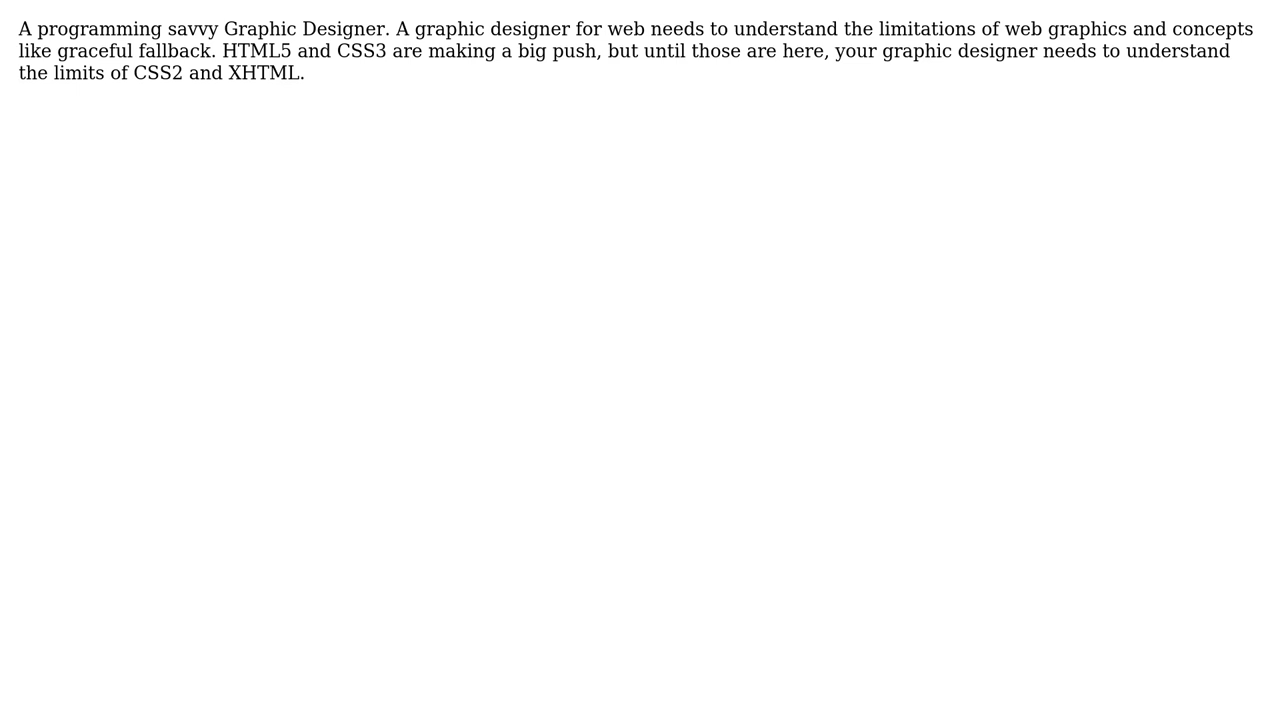 A programming savvy Graphic Designer. A graphic designer for web needs to understand the limitations of web graphics and concepts
like graceful fallback. HTML5 and CSS3 are making a big push, but until those are here, your graphic designer needs to understand
the limits of CSS2 and XHTML.